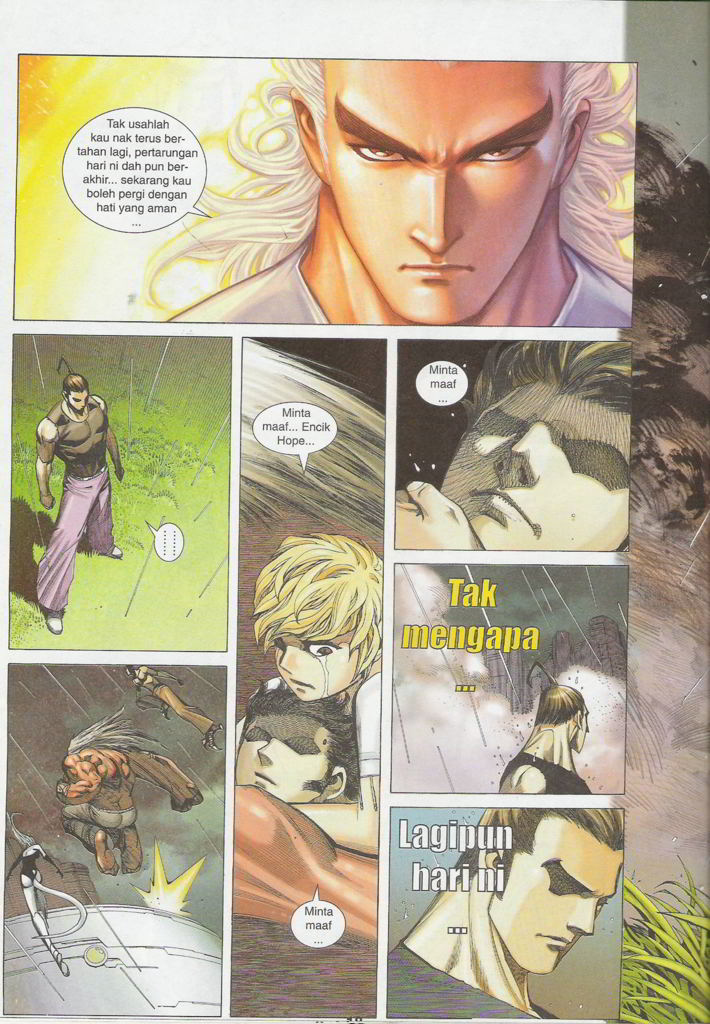 Tak usahlah
kau nak terus ber-
tahan lagi, pertarungan
hari ni dah pun ber-
akhir... sekarang kau
boleh pergi dengan
hati yang aman
...
Minta
maaf... Encik
Hope...
Minta
maaf
...
Minta
maaf
...
Tak
mengapa
...
Lagipun
hari ni
...